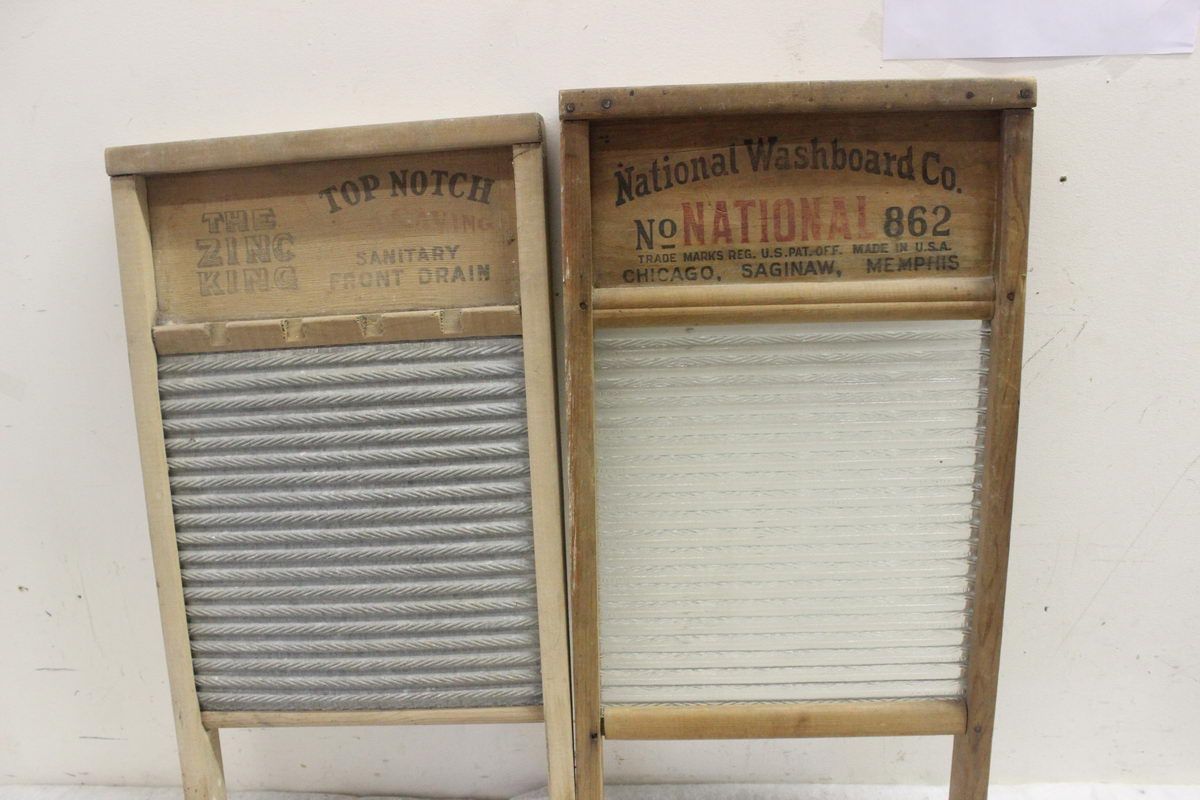 TOP NOTCH
THE
ZINC
KING
SANITARY
FRONT DRAIN
National Washboard Co.
No NATIONAL 862
TRADE MARKS REG. U.S. PAT. OFF. MADE IN U.S.A.
CHICAGO, SAGINAW, MEMPHIS